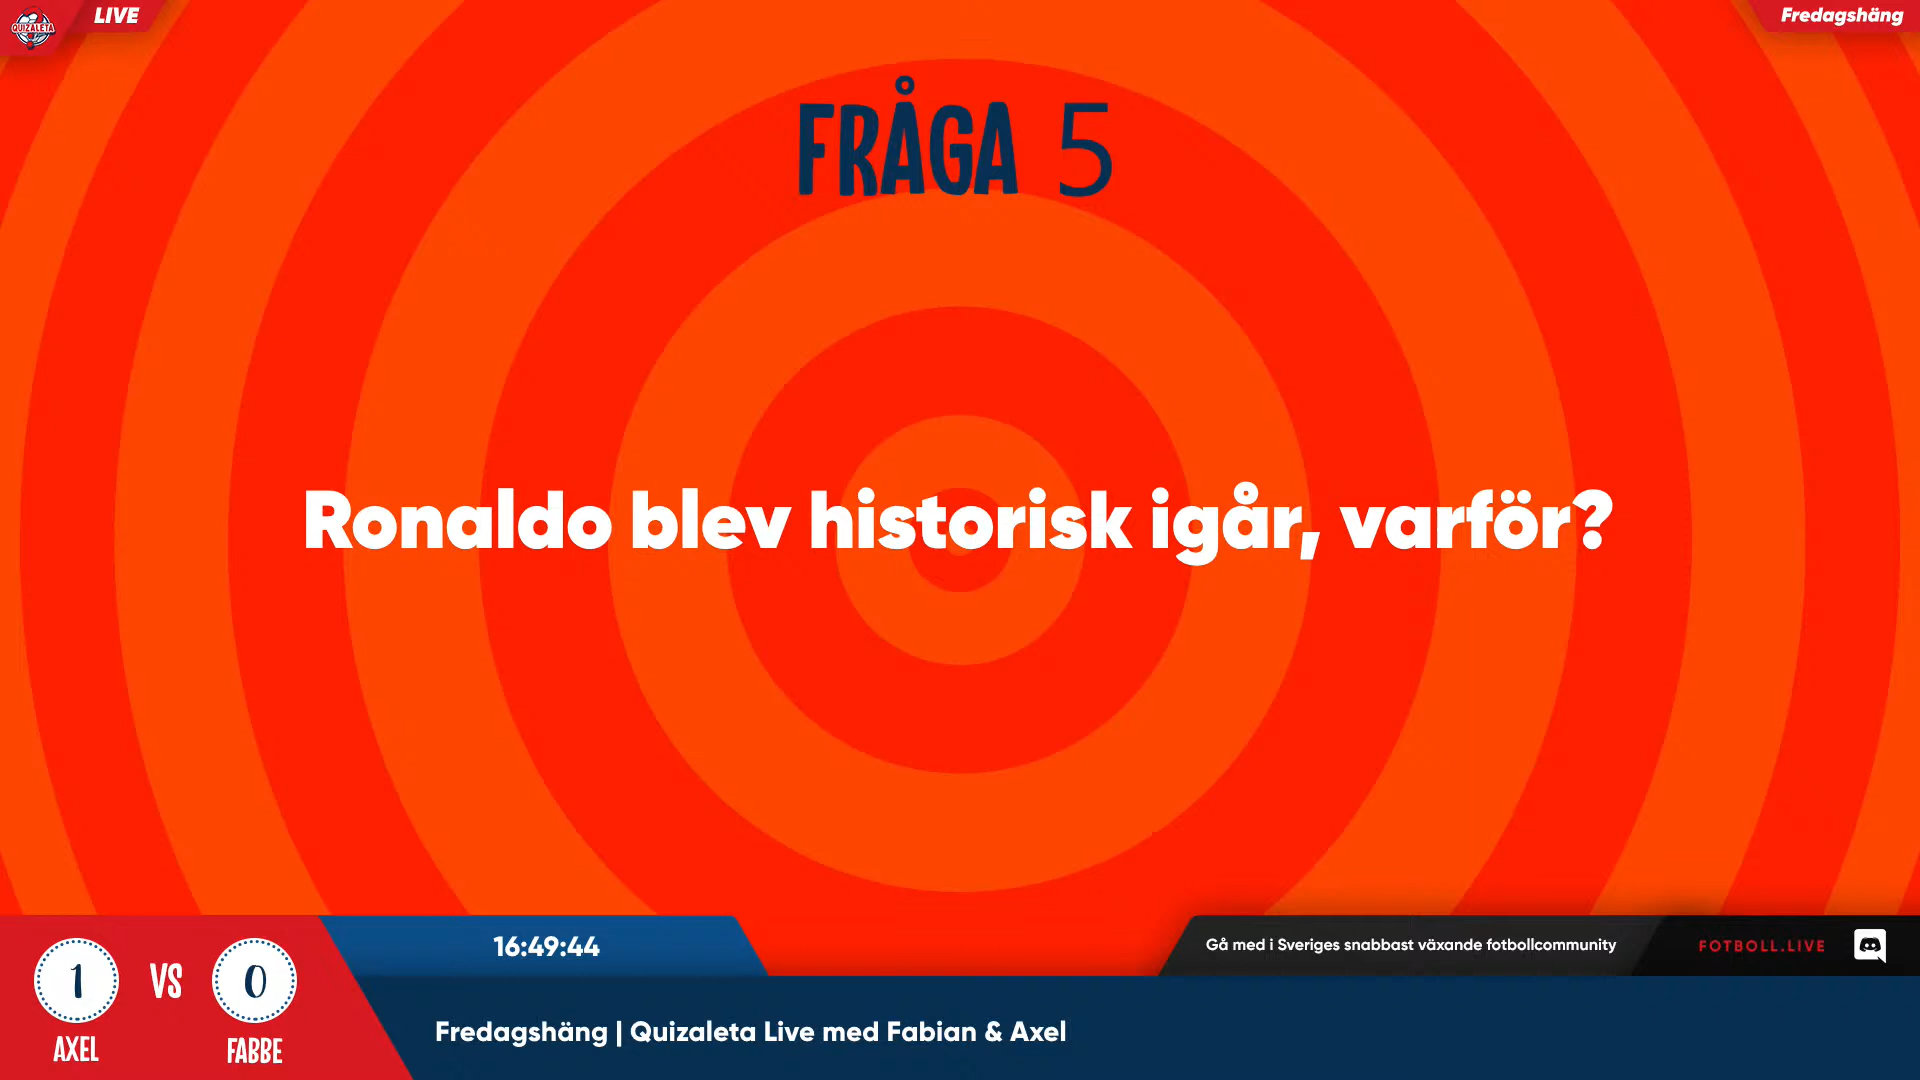 QUIZALETA
LIVE
Fredagshäng
FRÅGA 5
Ronaldo blev historisk igår, varför?
16:49:44
Gå med i Sveriges snabbast växande fotbollcommunity
FOTBOLL.LIVE
1 VS 0
AXEL FABBE
Fredagshäng | Quizaleta Live med Fabian & Axel